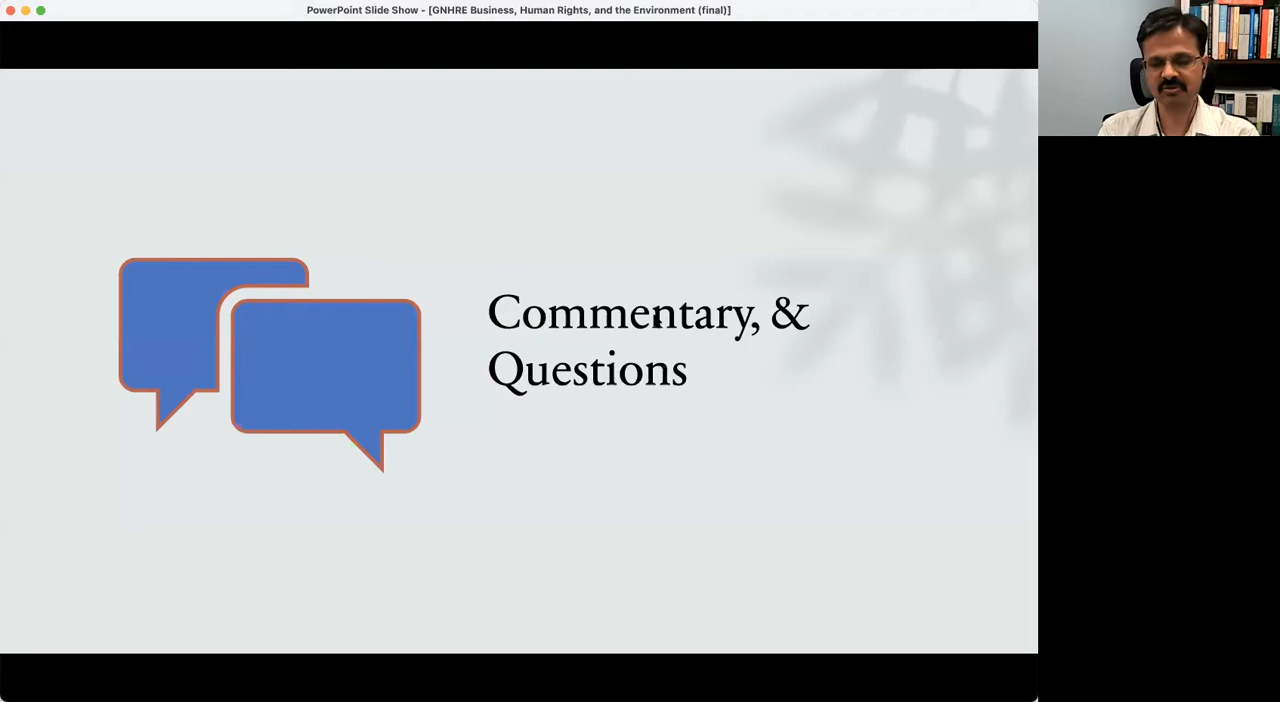 PowerPoint Slide Show - [GNHRE Business, Human Rights, and the Environment (final)]
Commentary, &
Questions